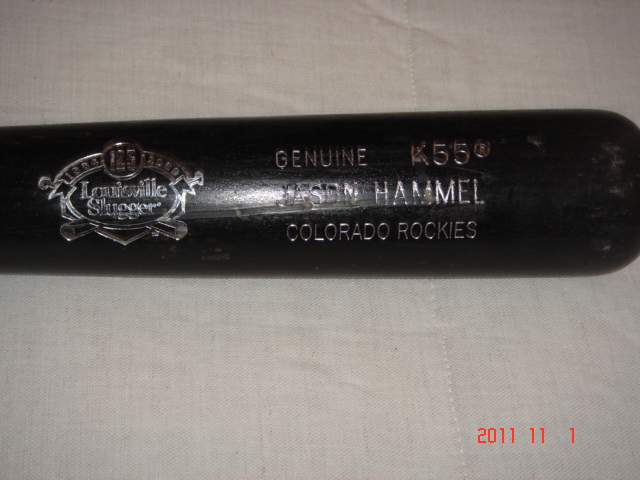 125
Louisville
Slugger
GENUINE K55®
JASON HAMMEL
COLORADO ROCKIES
2011 11 1